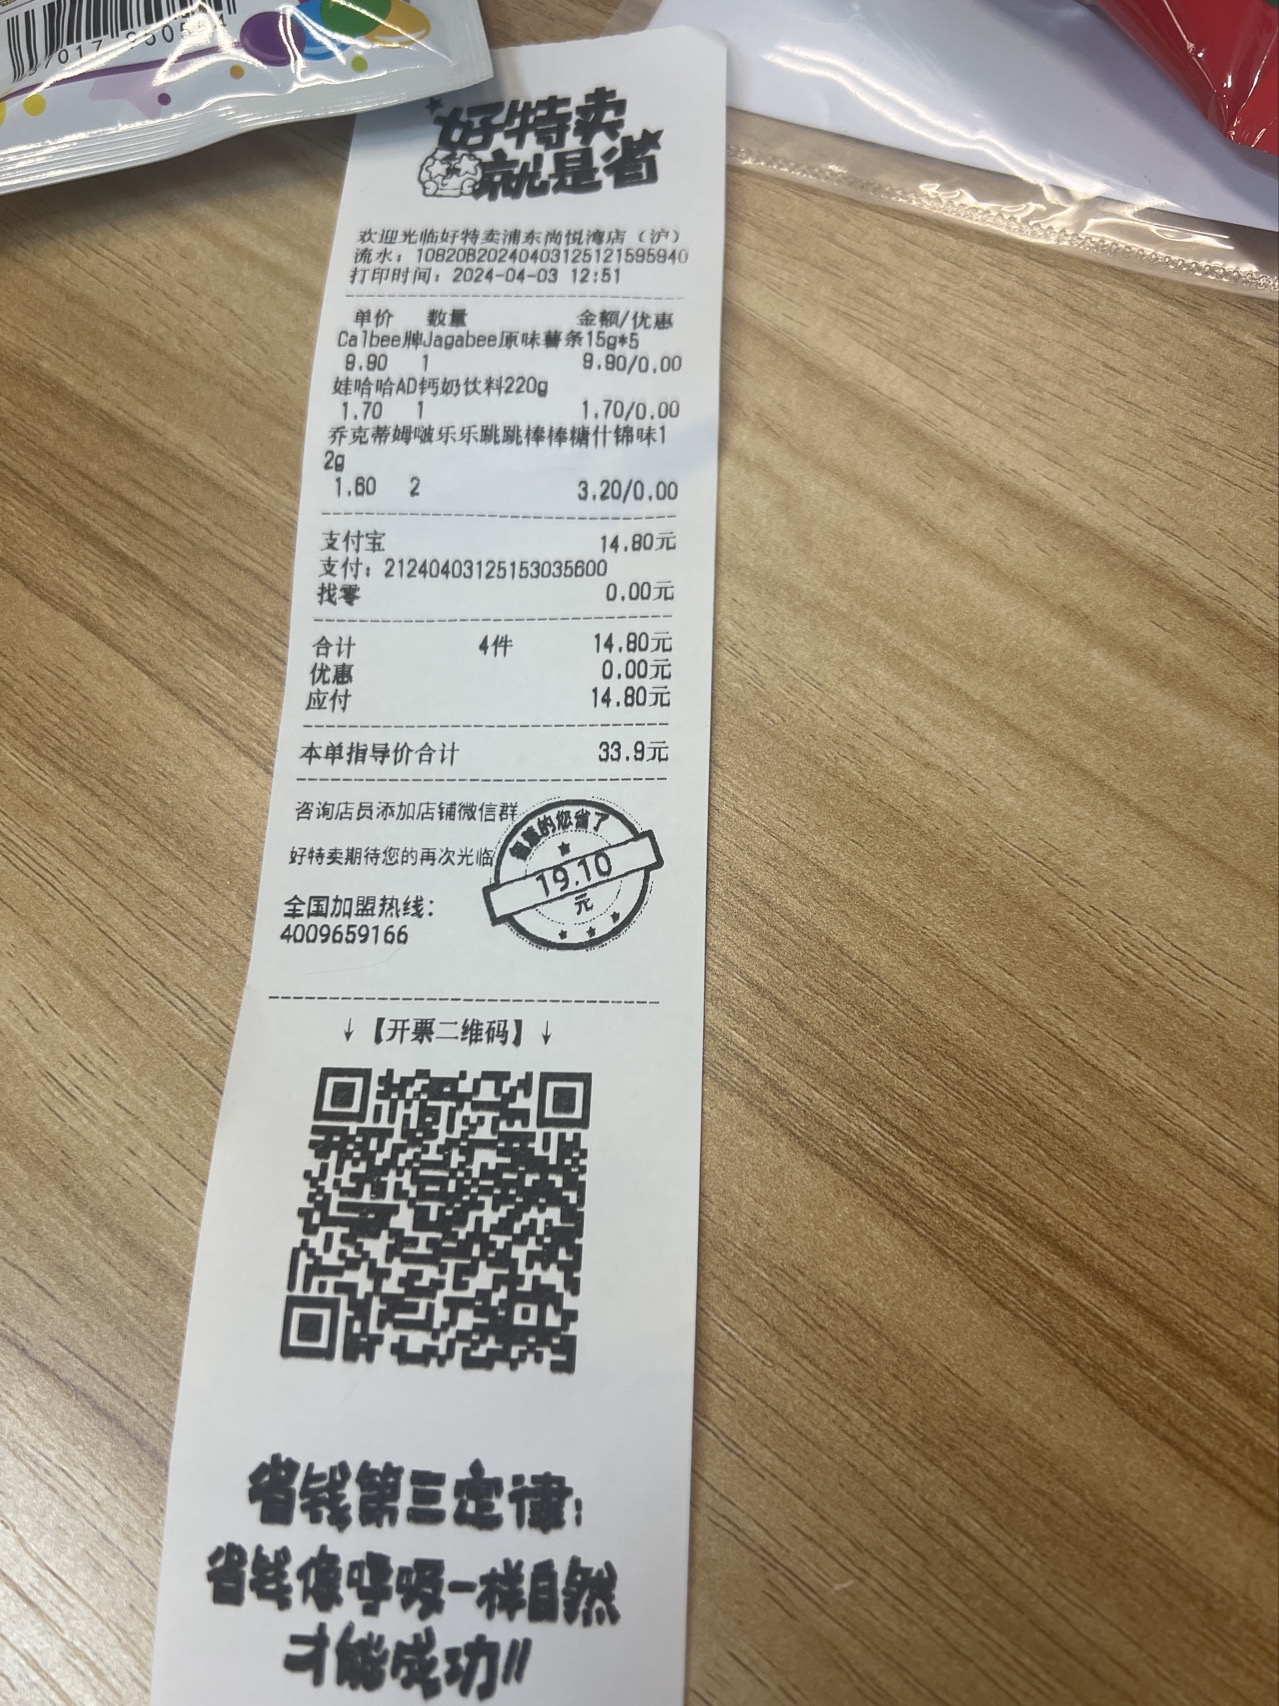 017 95055
好特卖
就是省
欢迎光临好特卖浦东尚悦湾店（沪）
流水：10820B20240403125121595940
打印时间：2024-04-03 12:51
单价 数量 金额/优惠
Calbee牌Jagabee原味薯条15g*5
9.90 1 9.90/0.00
娃哈哈AD钙奶饮料220g
1.70 1 1.70/0.00
乔克蒂姆啵乐乐跳跳棒棒糖什锦味1
2g
1.60 2 3.20/0.00
支付宝 14.80元
支付：212404031251530356​00
找零 0.00元
合计 4件 14.80元
优惠 0.00元
应付 14.80元
本单指导价合计 33.9元
咨询店员添加店铺微信群
好特卖期待您的再次光临
的您省了
19.10
元
全国加盟热线：
4009659166
↓【开票二维码】↓
省钱第三定律：
省钱像呼吸一样自然
才能成功!!